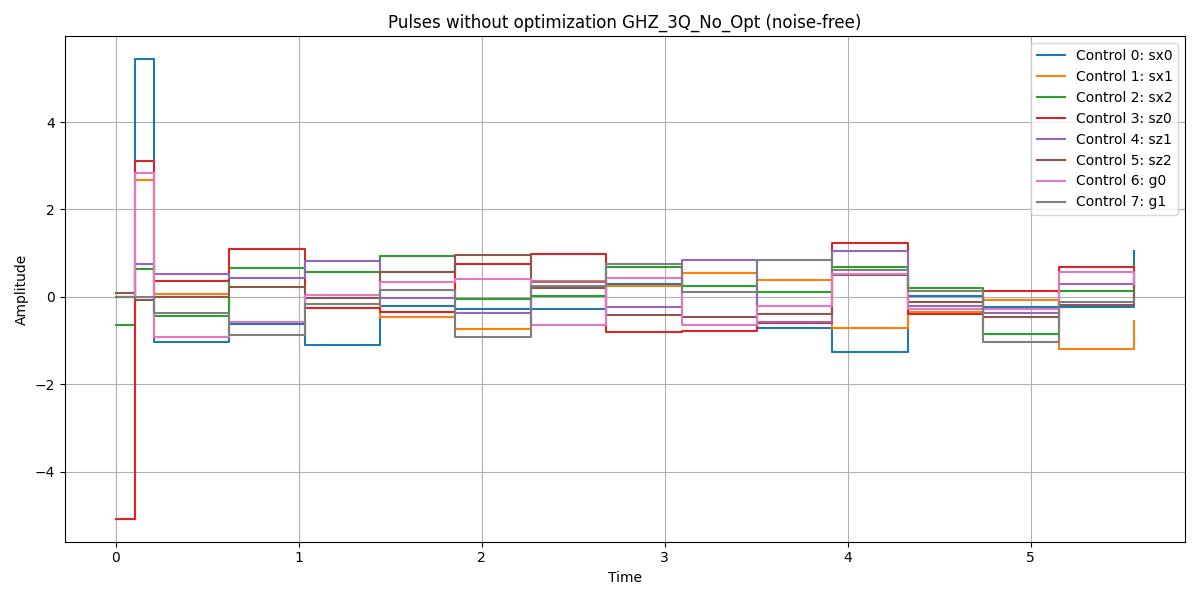 Pulses without optimization GHZ_3Q_No_Opt (noise-free)
Control 0: sx0
Control 1: sx1
Control 2: sx2
Control 3: sz0
Control 4: sz1
Control 5: sz2
Control 6: g0
Control 7: g1
Amplitude
4
2
0
−2
−4
0 1 2 3 4 5
Time